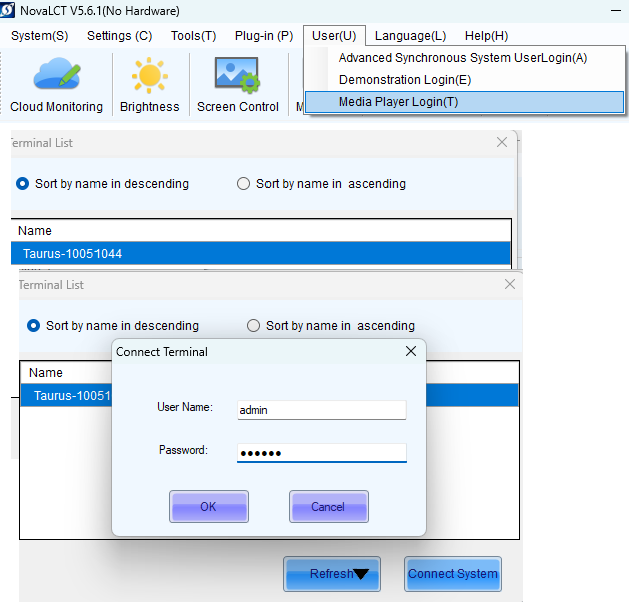 NovaLCT V5.6.1(No Hardware)
System(S) Settings (C) Tools(T) Plug-in (P) User(U) Language(L) Help(H)
Advanced Synchronous System UserLogin(A)
Demonstration Login(E)
Media Player Login(T)
Cloud Monitoring Brightness Screen Control
Terminal List
Sort by name in descending Sort by name in ascending
Name
Taurus-10051044
Terminal List
Sort by name in descending Sort by name in ascending
Name
Taurus-10051
Connect Terminal
User Name: admin
Password: ●●●●●●
OK Cancel
Refresh Connect System